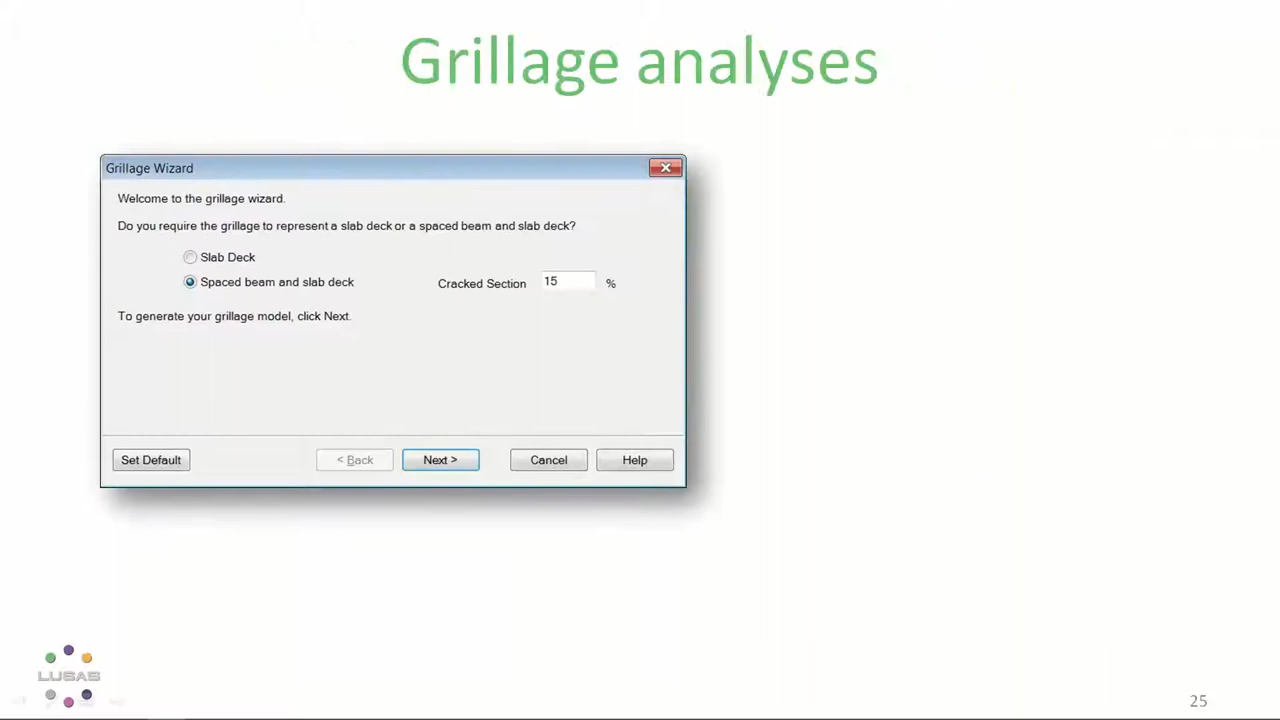 Grillage analyses
Grillage Wizard
Welcome to the grillage wizard.
Do you require the grillage to represent a slab deck or a spaced beam and slab deck?
Slab Deck
Spaced beam and slab deck
Cracked Section 15 %
To generate your grillage model, click Next.
Set Default < Back Next > Cancel Help
LUSAS
25